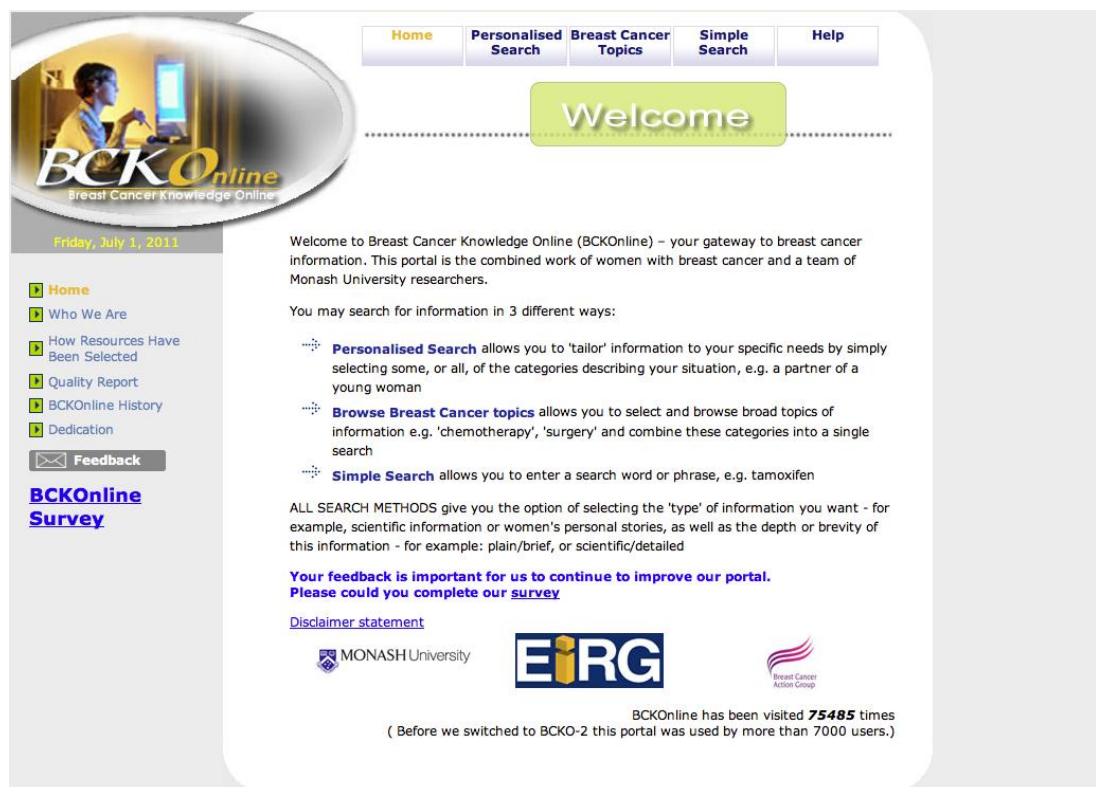 Home
Personalised Search
Breast Cancer Topics
Simple Search
Help
Welcome
BCKOnline
Breast Cancer Knowledge Online
Friday, July 1, 2011
Home
Who We Are
How Resources Have
Been Selected
Quality Report
BCKOnline History
Dedication
Feedback
BCKOnline
Survey
Welcome to Breast Cancer Knowledge Online (BCKOnline) – your gateway to breast cancer
information. This portal is the combined work of women with breast cancer and a team of
Monash University researchers.
You may search for information in 3 different ways:
Personalised Search allows you to 'tailor' information to your specific needs by simply
selecting some, or all, of the categories describing your situation, e.g. a partner of a
young woman
Browse Breast Cancer topics allows you to select and browse broad topics of
information e.g. 'chemotherapy', 'surgery' and combine these categories into a single
search
Simple Search allows you to enter a search word or phrase, e.g. tamoxifen
ALL SEARCH METHODS give you the option of selecting the 'type' of information you want - for
example, scientific information or women's personal stories, as well as the depth or brevity of
this information - for example: plain/brief, or scientific/detailed
Your feedback is important for us to continue to improve our portal.
Please could you complete our survey
Disclaimer statement
MONASH University
EiRG
Breast Cancer
Action Group
BCKOnline has been visited 75485 times
( Before we switched to BCKO-2 this portal was used by more than 7000 users.)